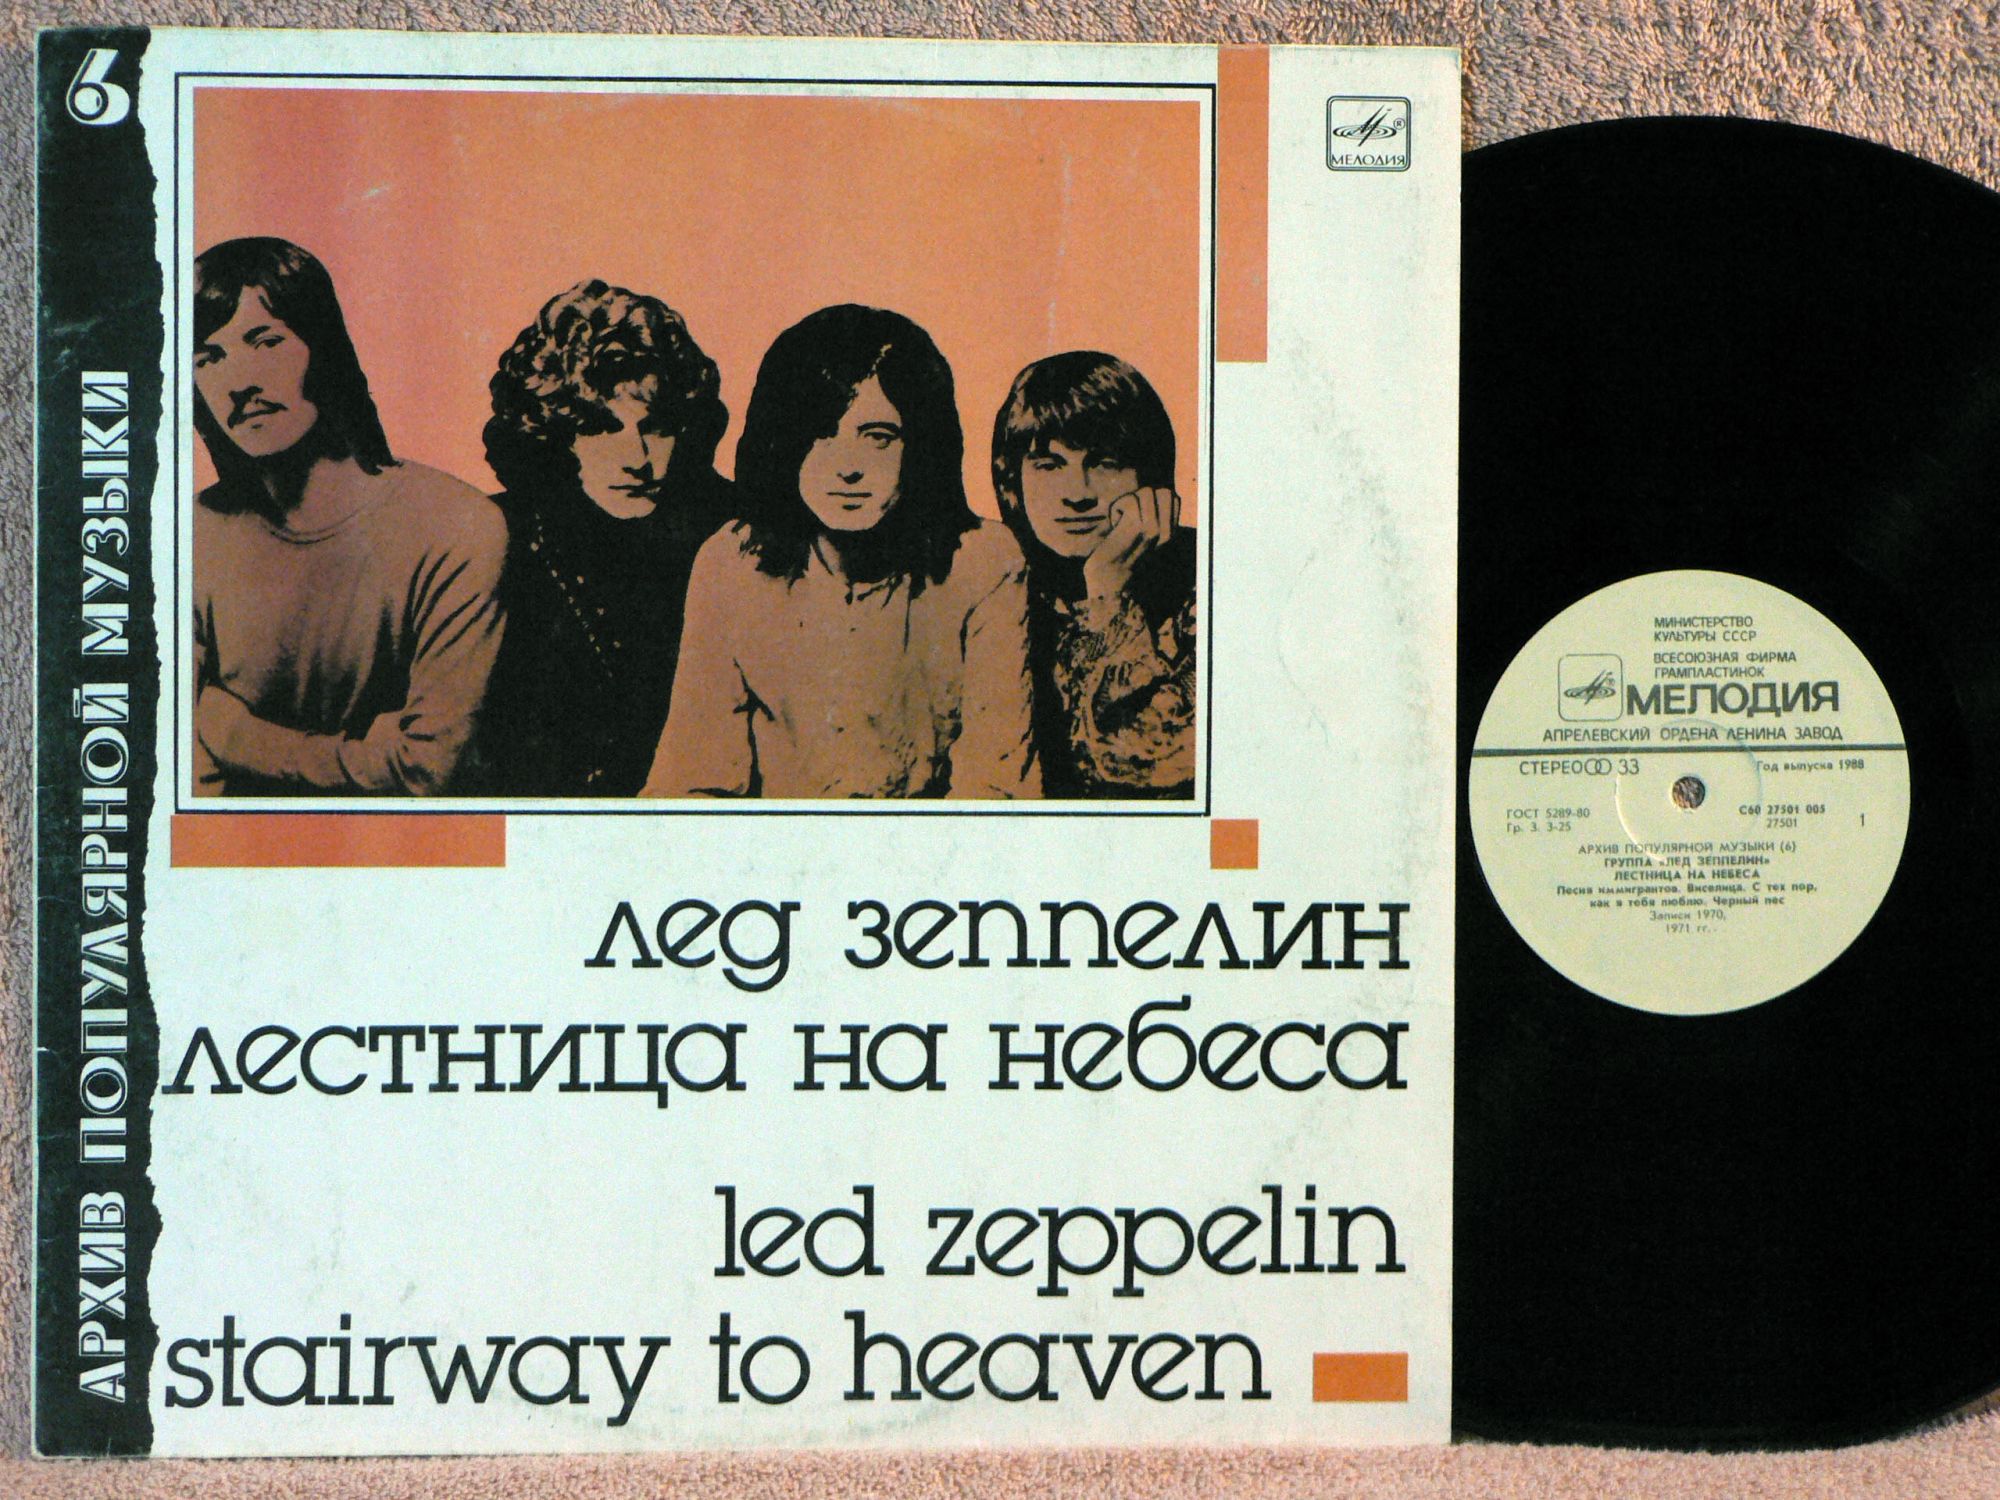 6
АРХИВ ПОПУЛЯРНОЙ МУЗЫКИ
® МЕЛОДИЯ
лед зеппелин
лестница на небеса
led zeppelin
stairway to heaven
МИНИСТЕРСТВО
КУЛЬТУРЫ СССР
ВСЕСОЮЗНАЯ ФИРМА
ГРАМПЛАСТИНОК
® МЕЛОДИЯ
АПРЕЛЕВСКИЙ ОРДЕНА ЛЕНИНА ЗАВОД
СТЕРЕО 33
Год выпуска 1988
ГОСТ 5289-80
Гр. 3. 3-25
С60 27501 005
27501
1
АРХИВ ПОПУЛЯРНОЙ МУЗЫКИ (6)
ГРУППА «ЛЕД ЗЕППЕЛИН»
ЛЕСТНИЦА НА НЕБЕСА
Песня иммигрантов. Виселица. С тех пор,
как я тебя люблю. Черный пес
Записи 1970,
1971 гг.